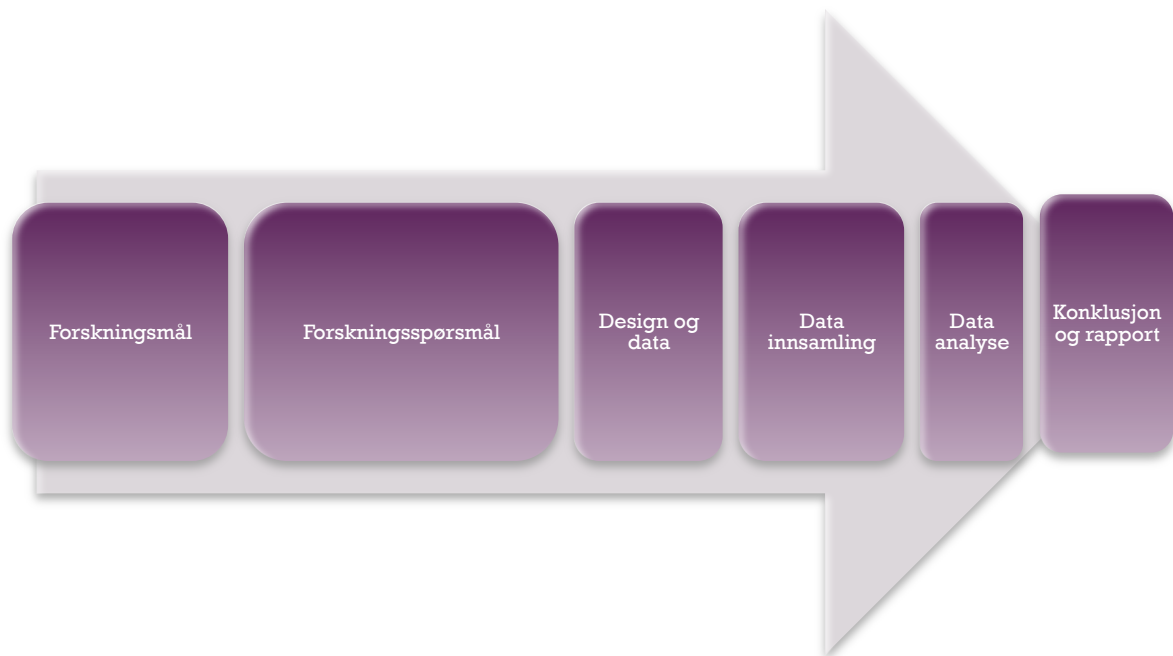 Forskningsmål
Forskningsspørsmål
Design og
data
Data
innsamling
Data
analyse
Konklusjon
og rapport